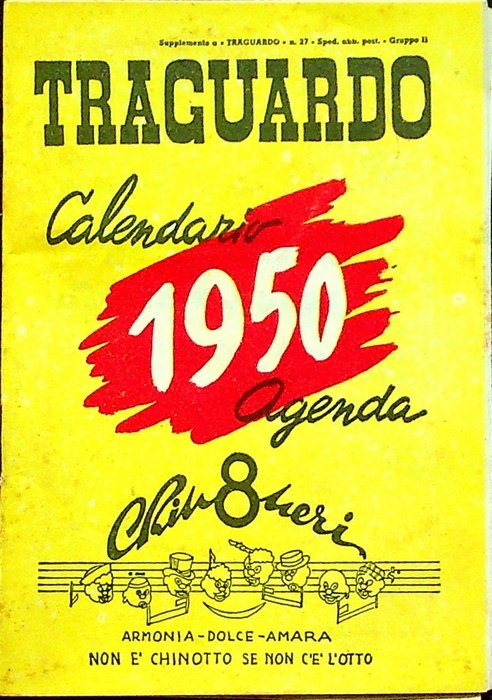 Supplemento a « TRAGUARDO » n. 27 - Sped. abb. post. - Gruppo II
TRAGUARDO
Calendario
1950
Agenda
Chin8Neri
ARMONIA-DOLCE-AMARA
NON E' CHINOTTO SE NON C'E' L'OTTO